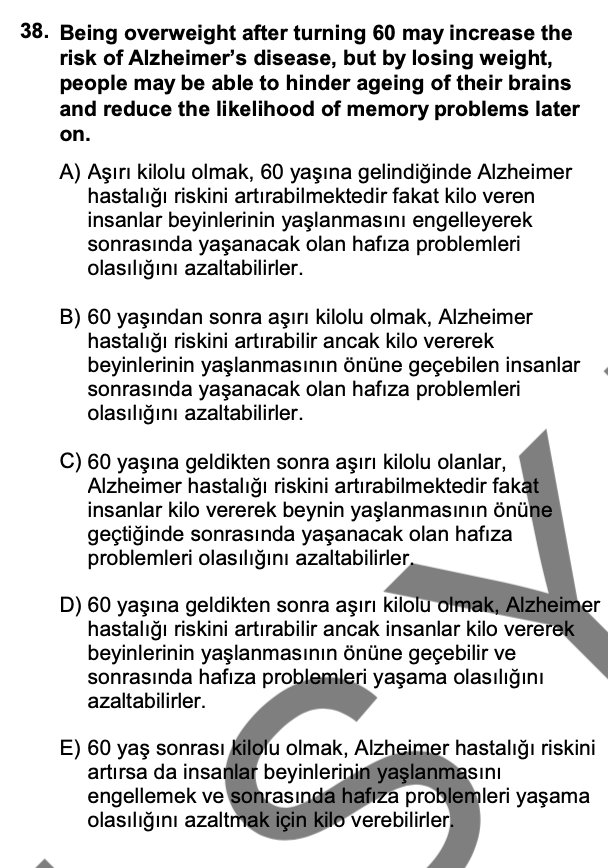 38. Being overweight after turning 60 may increase the
risk of Alzheimer's disease, but by losing weight,
people may be able to hinder ageing of their brains
and reduce the likelihood of memory problems later
on.
A) Aşırı kilolu olmak, 60 yaşına gelindiğinde Alzheimer
hastalığı riskini artırabilmektedir fakat kilo veren
insanlar beyinlerinin yaşlanmasını engelleyerek
sonrasında yaşanacak olan hafıza problemleri
olasılığını azaltabilirler.
B) 60 yaşından sonra aşırı kilolu olmak, Alzheimer
hastalığı riskini artırabilir ancak kilo vererek
beyinlerinin yaşlanmasının önüne geçebilen insanlar
sonrasında yaşanacak olan hafıza problemleri
olasılığını azaltabilirler.
C) 60 yaşına geldikten sonra aşırı kilolu olanlar,
Alzheimer hastalığı riskini artırabilmektedir fakat
insanlar kilo vererek beynin yaşlanmasının önüne
geçtiğinde sonrasında yaşanacak olan hafıza
problemleri olasılığını azaltabilirler.
D) 60 yaşına geldikten sonra aşırı kilolu olmak, Alzheimer
hastalığı riskini artırabilir ancak insanlar kilo vererek
beyinlerinin yaşlanmasının önüne geçebilir ve
sonrasında hafıza problemleri yaşama olasılığını
azaltabilirler.
E) 60 yaş sonrası kilolu olmak, Alzheimer hastalığı riskini
artırsa da insanlar beyinlerinin yaşlanmasını
engellemek ve sonrasında hafıza problemleri yaşama
olasılığını azaltmak için kilo verebilirler.